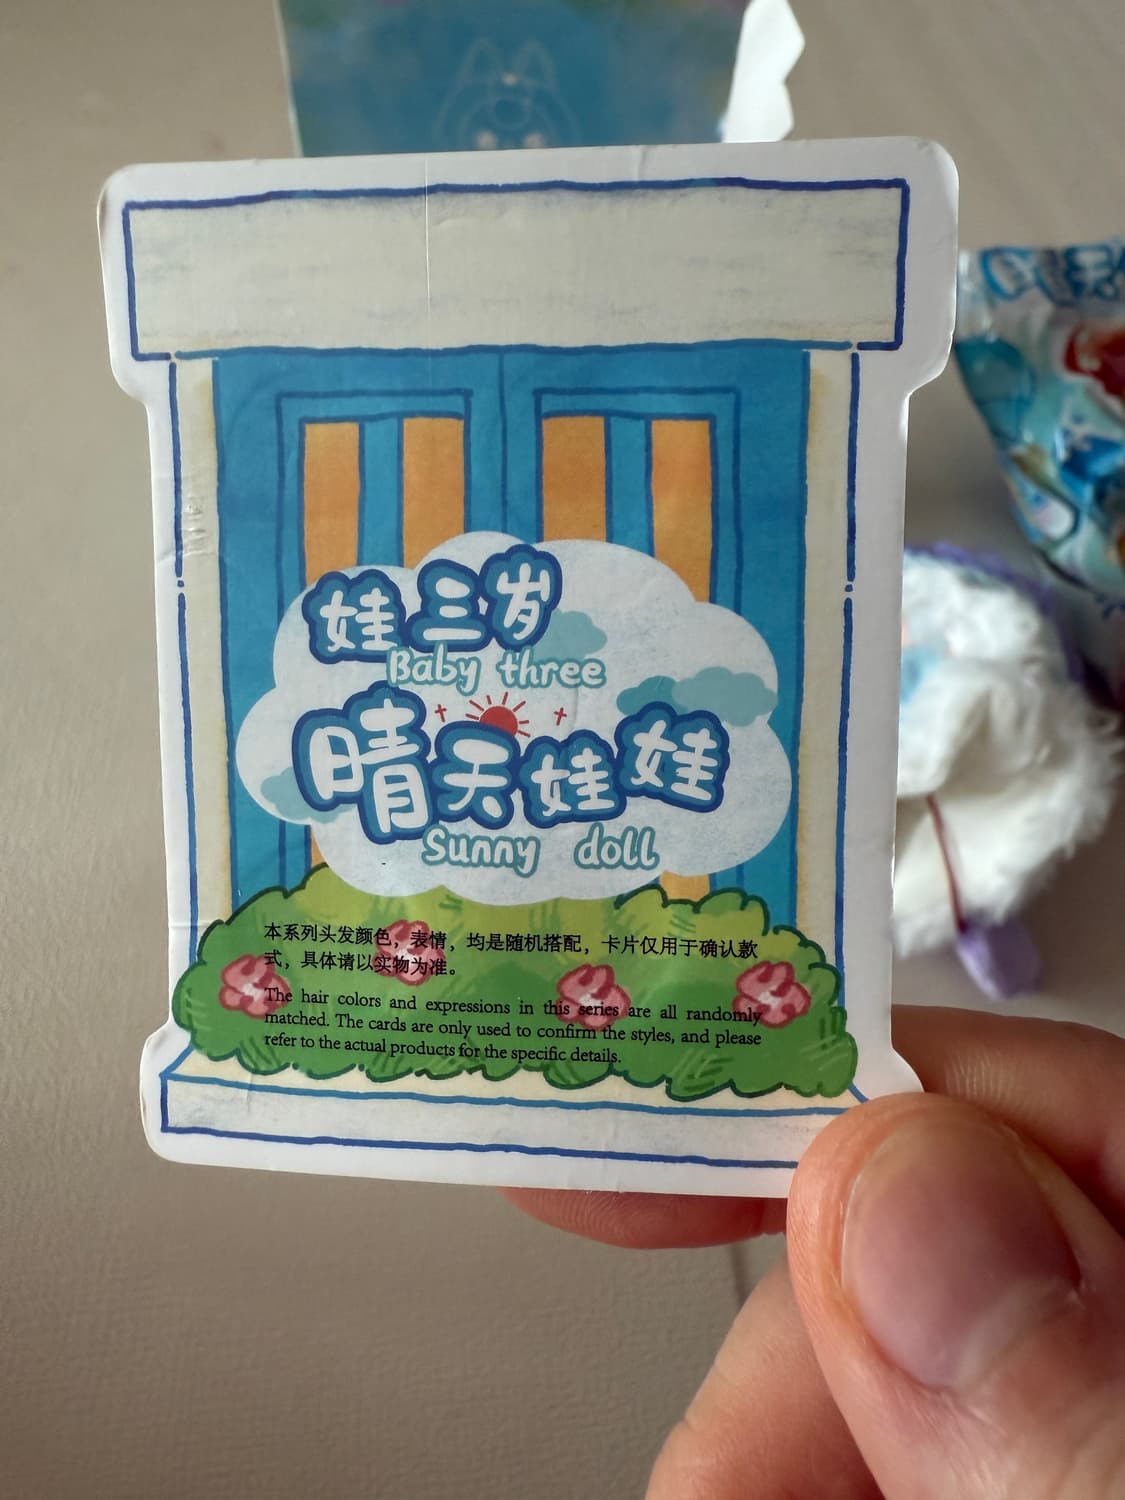 娃三岁
Baby three
晴天娃娃
Sunny doll
本系列头发颜色，表情，均是随机搭配，卡片仅用于确认款
式，具体请以实物为准。
The hair colors and expressions in this series are all randomly
matched. The cards are only used to confirm the styles, and please
refer to the actual products for the specific details.